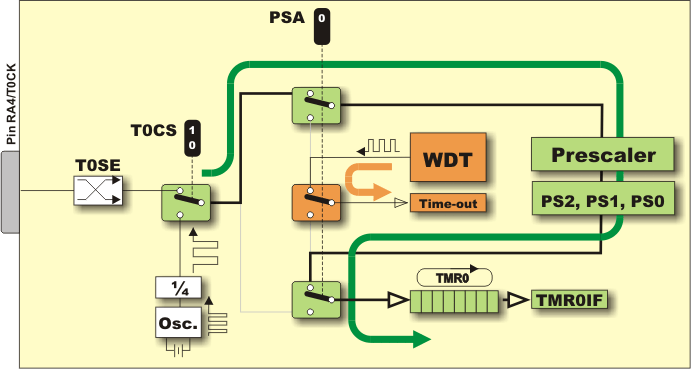 PSA
0
Pin RA4/T0CK
T0CS
1
0
T0SE
WDT
Prescaler
PS2, PS1, PS0
Time-out
TMR0
TMR0IF
¼
Osc.